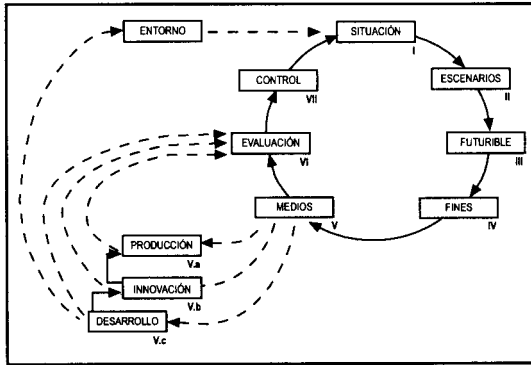 ENTORNO
SITUACIÓN
I
ESCENARIOS
II
FUTURIBLE
III
FINES
IV
MEDIOS
V
EVALUACIÓN
VI
CONTROL
VII
PRODUCCIÓN
V.a
INNOVACIÓN
V.b
DESARROLLO
V.c